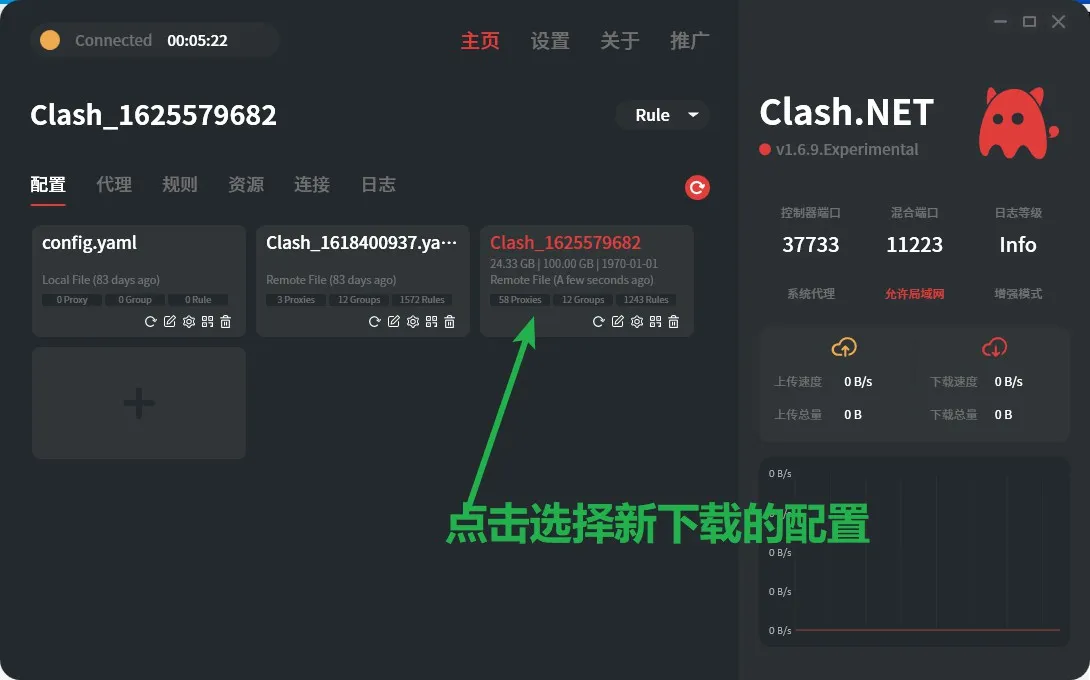 Connected 00:05:22
主页 设置 关于 推广
Clash_1625579682
Rule
配置 代理 规则 资源 连接 日志
config.yaml
Local File (83 days ago)
0 Proxy 0 Group 0 Rule
Clash_1618400937.ya···
Remote File (83 days ago)
3 Proxies 12 Groups 1572 Rules
Clash_1625579682
24.33 GB | 100.00 GB | 1970-01-01
Remote File (A few seconds ago)
58 Proxies 12 Groups 1243 Rules
点击选择新下载的配置
Clash.NET
v1.6.9.Experimental
控制器端口 混合端口 日志等级
37733 11223 Info
系统代理 允许局域网 增强模式
上传速度 0 B/s 下载速度 0 B/s
上传总量 0 B 下载总量 0 B
0 B/s
0 B/s
0 B/s
0 B/s